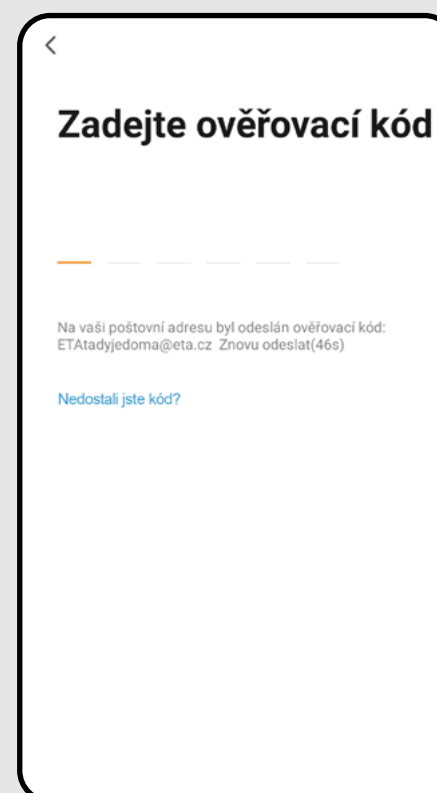 Zadejte ověřovací kód
Na vaši poštovní adresu byl odeslán ověřovací kód:
ETAtadyjedoma@eta.cz Znovu odeslat(46s)
Nedostali jste kód?